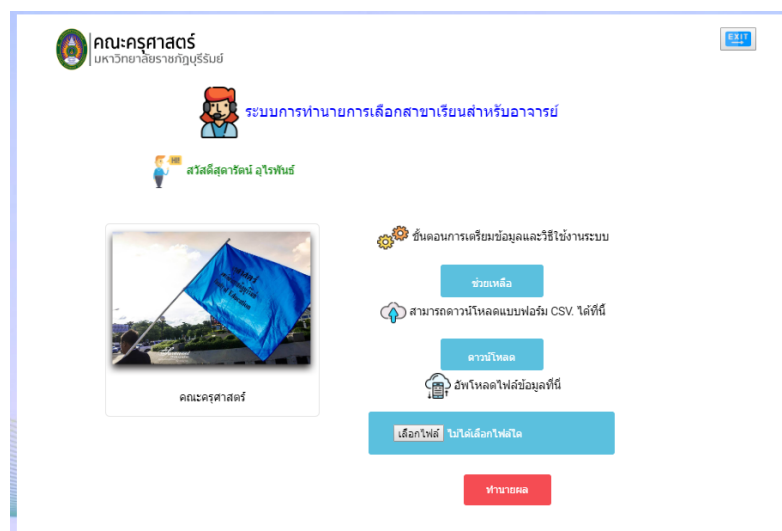 คณะครุศาสตร์
มหาวิทยาลัยราชภัฏบุรีรัมย์
EXIT
ระบบการทำนายการเลือกสาขาเรียนสำหรับอาจารย์
HI!
สวัสดีสุดารัตน์ อุไรพันธ์
ขั้นตอนการเตรียมข้อมูลและวิธีใช้งานระบบ
ช่วยเหลือ
สามารถดาวน์โหลดแบบฟอร์ม CSV. ได้ที่นี้
ดาวน์โหลด
อัพโหลดไฟล์ข้อมูลที่นี้
คณะครุศาสตร์
เลือกไฟล์ ไม่ได้เลือกไฟล์ใด
ทำนายผล